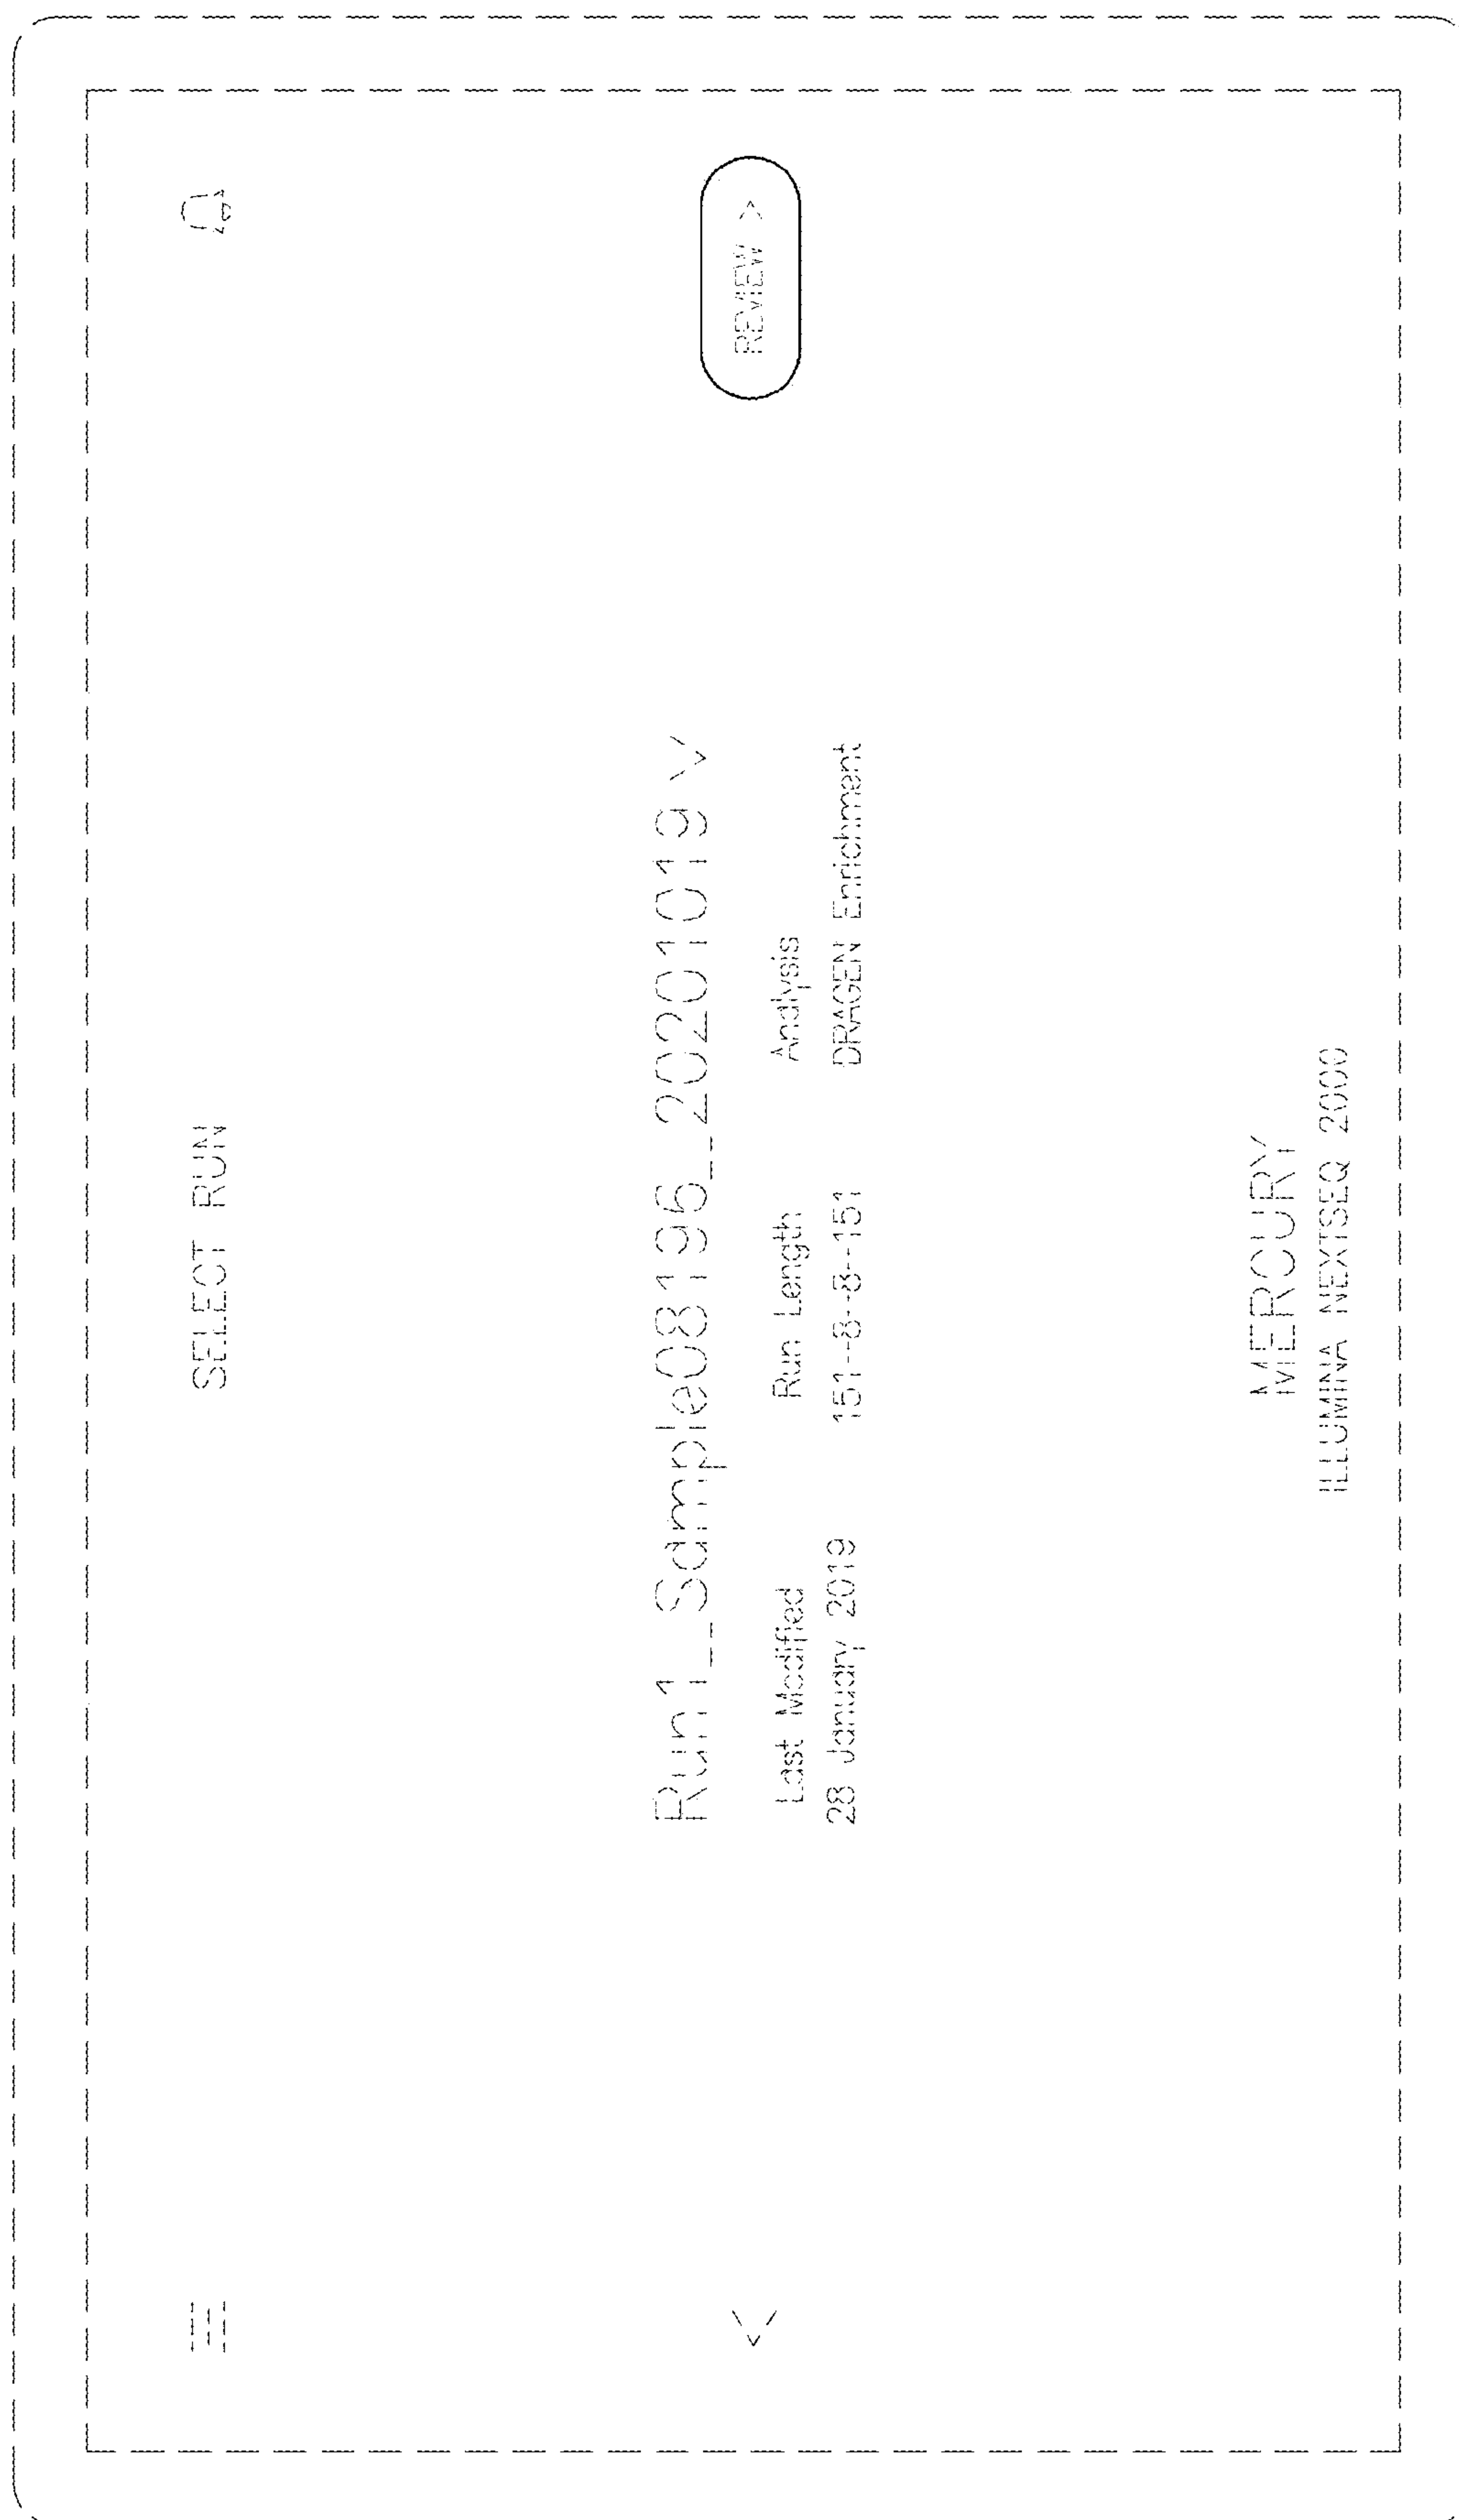 SELECT RUN
Run1_Sample08196_20201019
Last Modified Run Length Analysis
28 January 2019 151-8-8-151 DRAGEN Enrichment
REVIEW >
MERCURY
ILLUMINA NEXTSEQ 2000